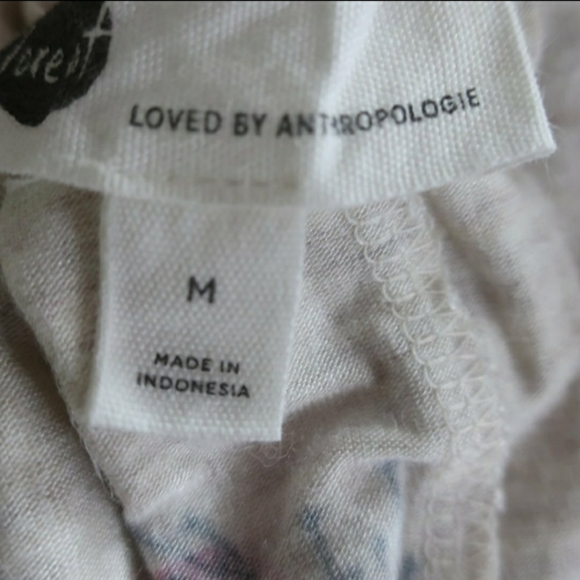 LOVED BY ANTHROPOLOGIE
M
MADE IN
INDONESIA